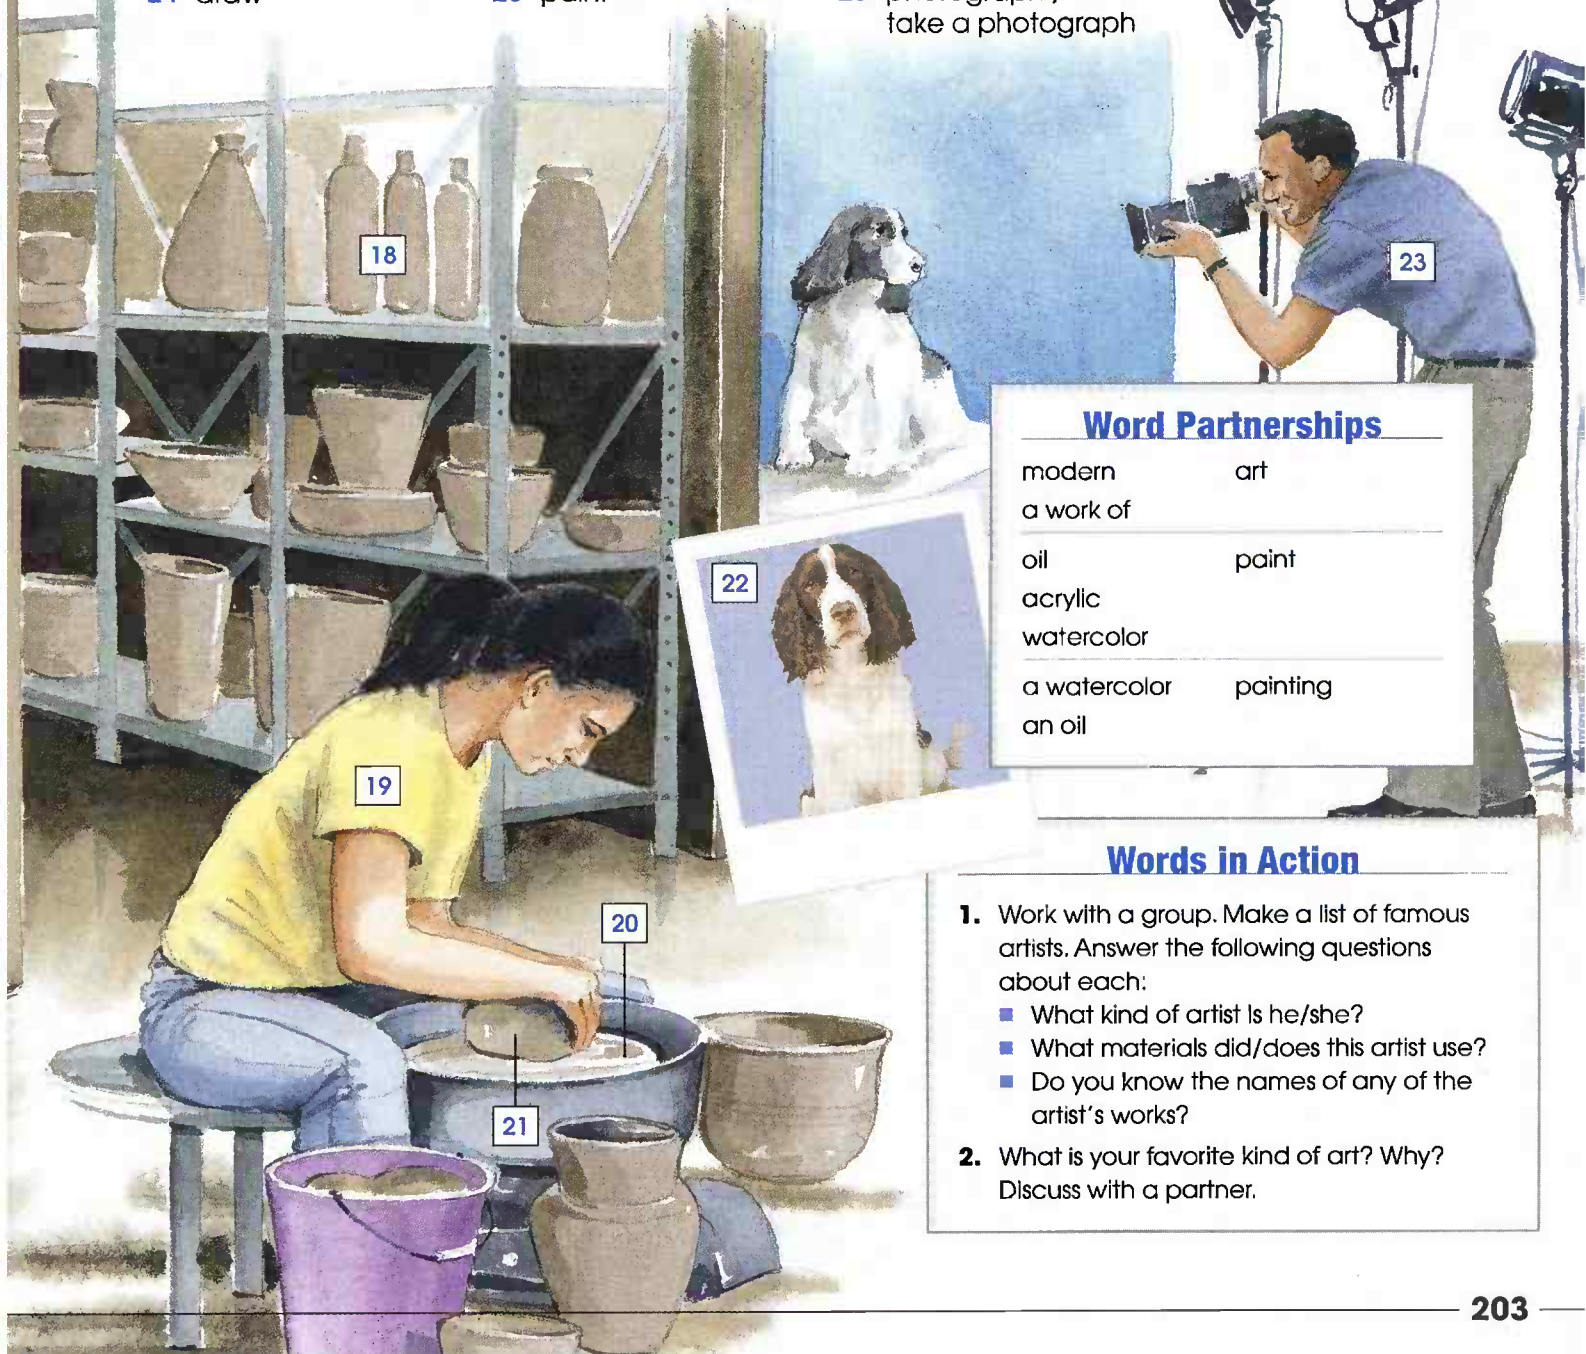 take a photograph
18
23
Word Partnerships
modern art
a work of
oil paint
acrylic
watercolor
a watercolor painting
an oil
22
19
20
21
Words in Action
1. Work with a group. Make a list of famous
artists. Answer the following questions
about each:
■ What kind of artist is he/she?
■ What materials did/does this artist use?
■ Do you know the names of any of the
artist's works?
2. What is your favorite kind of art? Why?
Discuss with a partner.
203